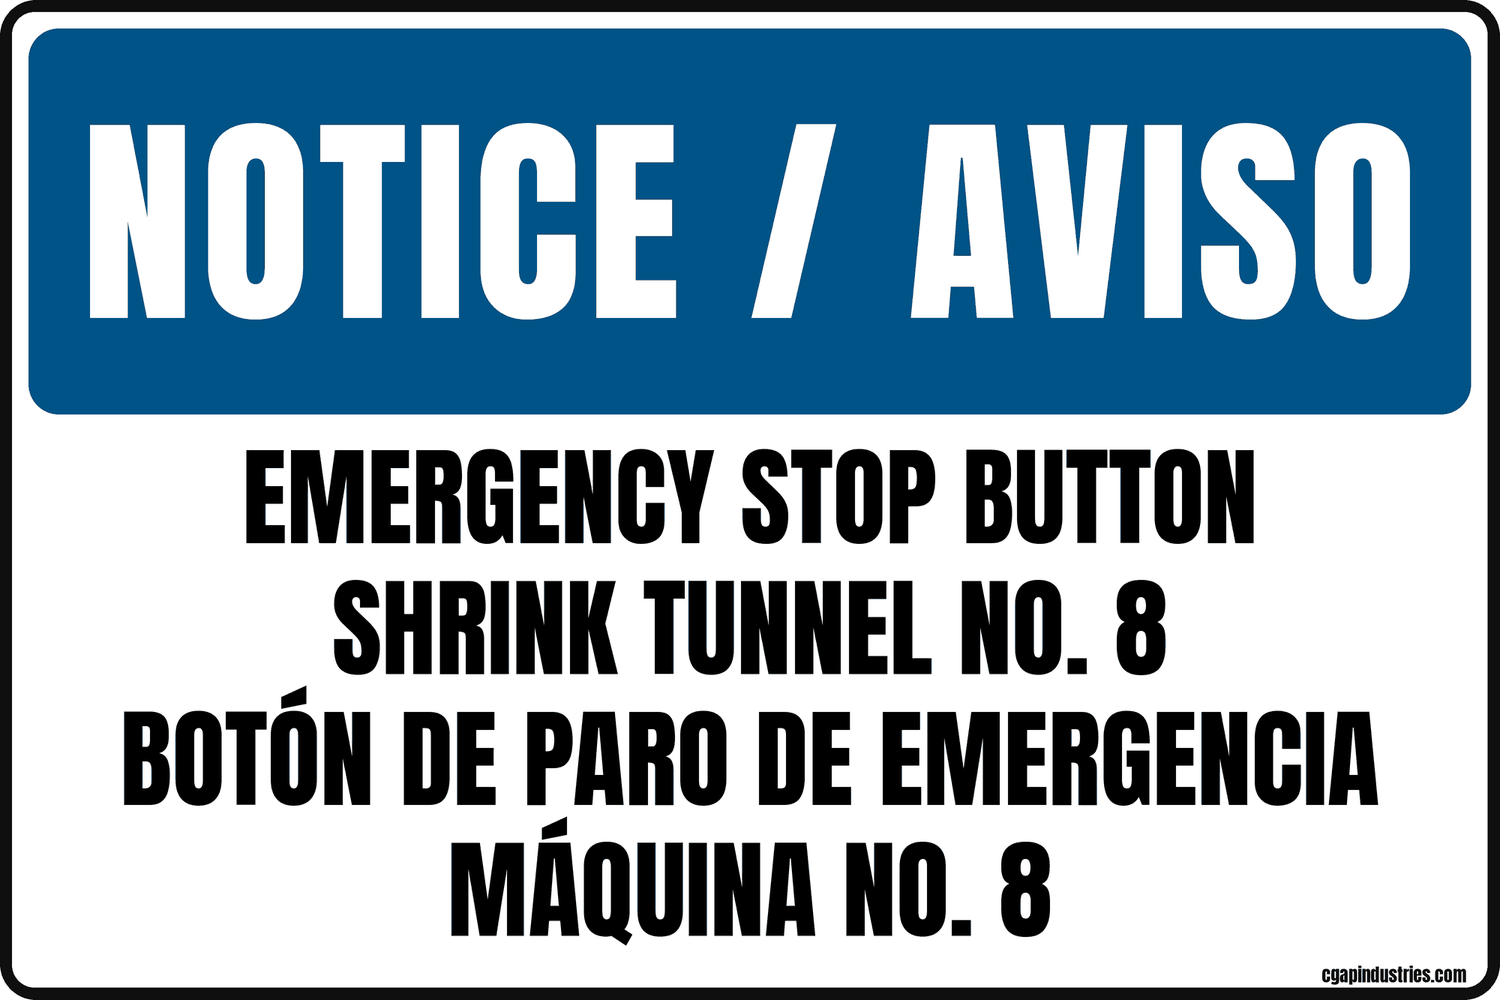 NOTICE / AVISO
EMERGENCY STOP BUTTON
SHRINK TUNNEL NO. 8
BOTÓN DE PARO DE EMERGENCIA
MÁQUINA NO. 8
cgapindustries.com